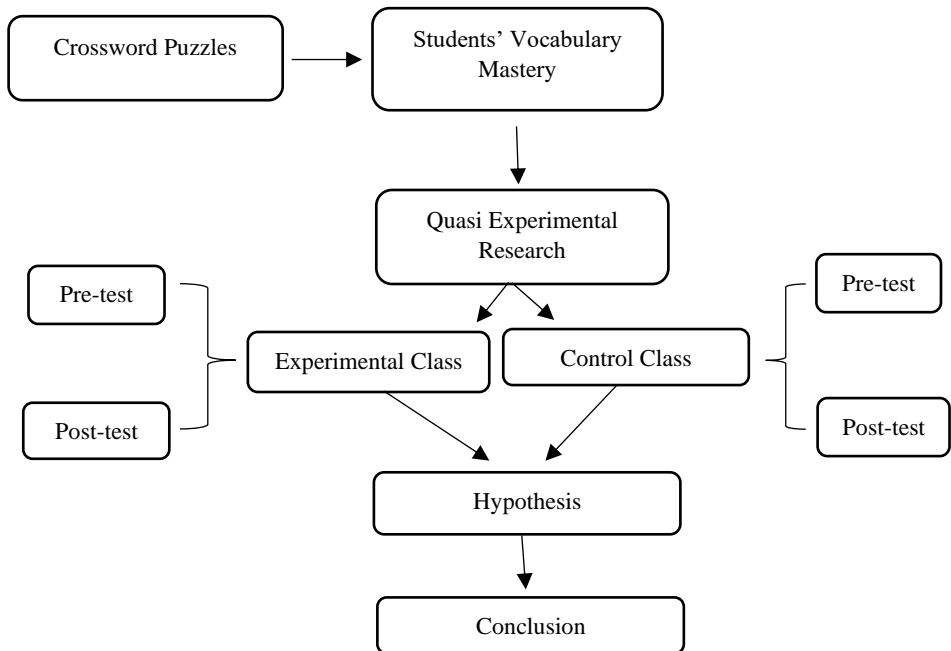 Crossword Puzzles
Students’ Vocabulary
Mastery
Quasi Experimental
Research
Pre-test
Pre-test
Experimental Class
Control Class
Post-test
Post-test
Hypothesis
Conclusion